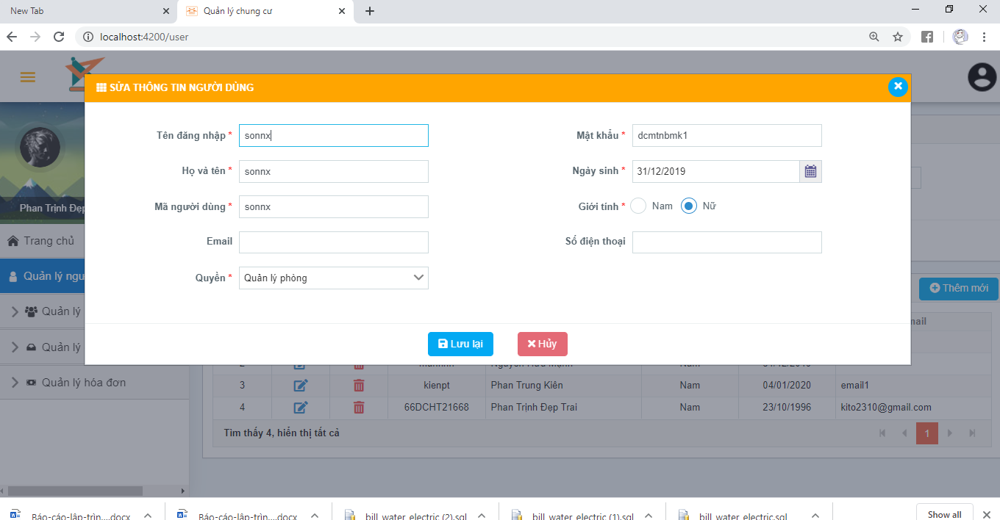 New Tab
Quản lý chung cư
localhost:4200/user
SỬA THÔNG TIN NGƯỜI DÙNG
Tên đăng nhập * sonnx
Mật khẩu * dcmtnbmk1
Họ và tên * sonnx
Ngày sinh * 31/12/2019
Mã người dùng * sonnx
Giới tính * Nam Nữ
Email
Số điện thoại
Quyền * Quản lý phòng
Lưu lại
Hủy
Phan Trịnh Đẹp
Trang chủ
Quản lý ngư
Quản lý
Quản lý
Quản lý hóa đơn
Thêm mới
mail
3 kienpt Phan Trung Kiên Nam 04/01/2020 email1
4 66DCHT21668 Phan Trịnh Đẹp Trai Nam 23/10/1996 kito2310@gmail.com
Tìm thấy 4, hiển thị tất cả
1
Báo-cáo-lập-trìn....docx
Báo-cáo-lập-trìn....docx
bill_water_electric (2).sql
bill_water_electric (1).sql
bill_water_electric.sql
Show all